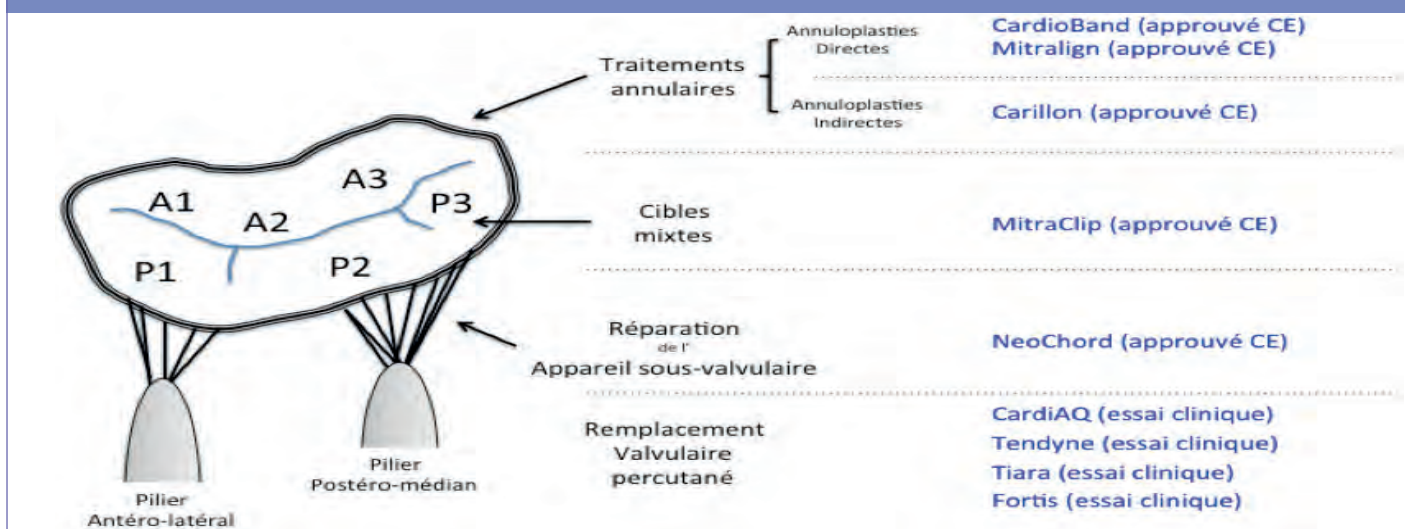 Traitements
annulaires
Annuloplasties
Directes
CardioBand (approuvé CE)
Mitralign (approuvé CE)
Annuloplasties
Indirectes
Carillon (approuvé CE)
A1
A2
A3
P1
P2
P3
Cibles
mixtes
MitraClip (approuvé CE)
Réparation
de l'
Appareil sous-valvulaire
NeoChord (approuvé CE)
Remplacement
Valvulaire
percutané
CardiAQ (essai clinique)
Tendyne (essai clinique)
Tiara (essai clinique)
Fortis (essai clinique)
Pilier
Postéro-médian
Pilier
Antéro-latéral